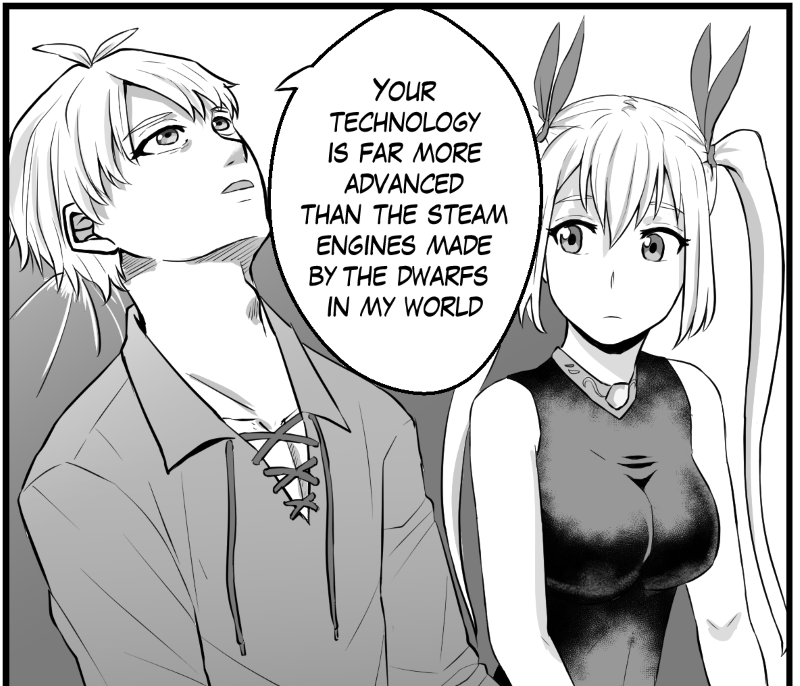 YOUR
TECHNOLOGY
IS FAR MORE
ADVANCED
THAN THE STEAM
ENGINES MADE
BY THE DWARFS
IN MY WORLD